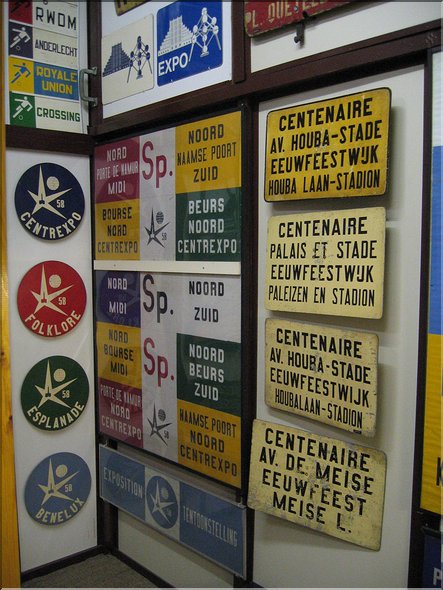 RWDM
ANDERLECHT
ROYALE
UNION
CROSSING
EXPO
CENTREXPO
58
FOLKLORE
58
ESPLANADE
58
BENELUX
58
NORD
PORTE DE NAMUR
MIDI
Sp.
NOORD
NAAMSE POORT
ZUID
BOURSE
NORD
CENTREXPO
58
BEURS
NOORD
CENTREXPO
NORD
MIDI
Sp.
NOORD
ZUID
NORD
BOURSE
MIDI
Sp.
NOORD
BEURS
ZUID
PORTE DE NAMUR
NORD
CENTREXPO
58
NAAMSE POORT
NOORD
CENTREXPO
EXPOSITION
58
TENTOONSTELLING
CENTENAIRE
AV. HOUBA-STADE
EEUWFEESTWIJK
HOUBA LAAN-STADION
CENTENAIRE
PALAIS ET STADE
EEUWFEESTWIJK
PALEIZEN EN STADION
CENTENAIRE
AV. HOUBA-STADE
EEUWFEESTWIJK
HOUBALAAN-STADION
CENTENAIRE
AV. DE MEISE
EEUWFEEST
MEISE L.